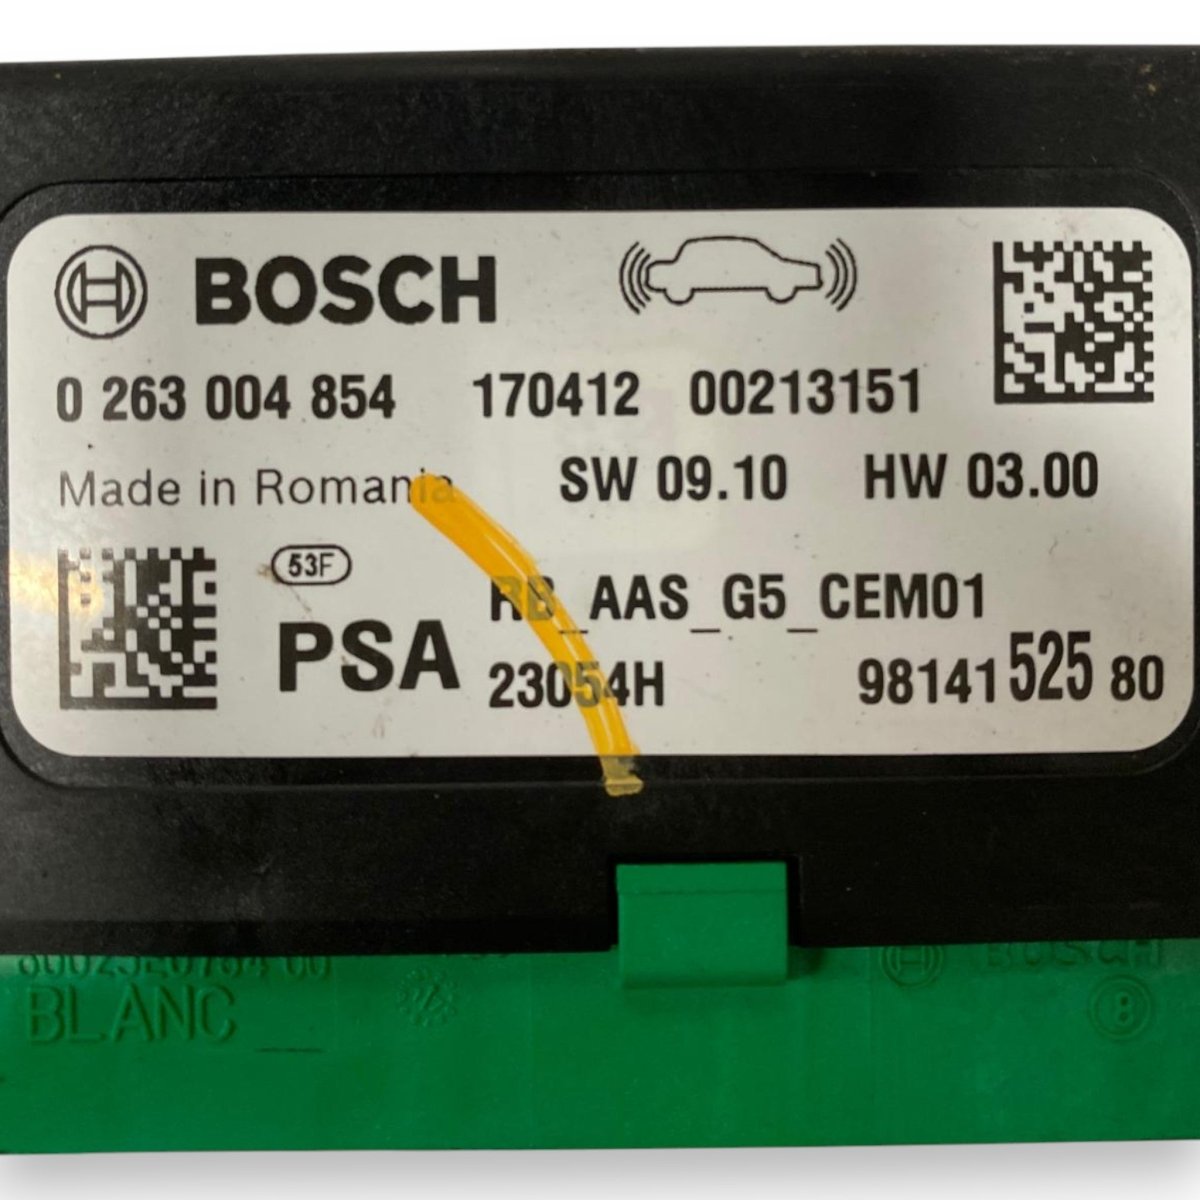 BOSCH
0 263 004 854 170412 00213151
Made in Romania SW 09.10 HW 03.00
53F
RB_AAS_G5_CEM01
PSA 23054H 98141 525 80
BOSCH
BLANC
8